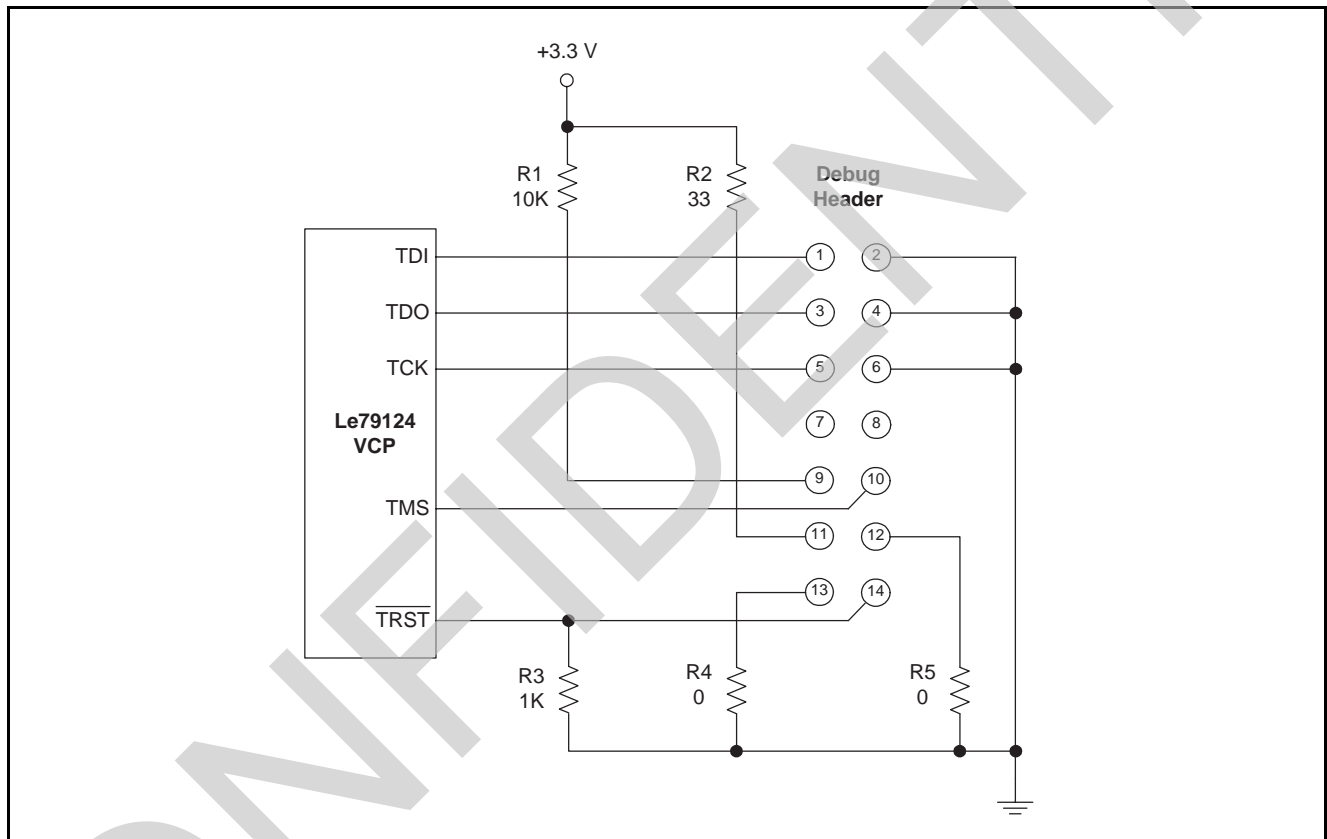 +3.3 V
R1
10K
R2
33
Debug
Header
TDI
1
2
TDO
3
4
TCK
5
6
Le79124
VCP
7
8
9
10
TMS
11
12
13
14
TRST
R3
1K
R4
0
R5
0
ONFIDENT